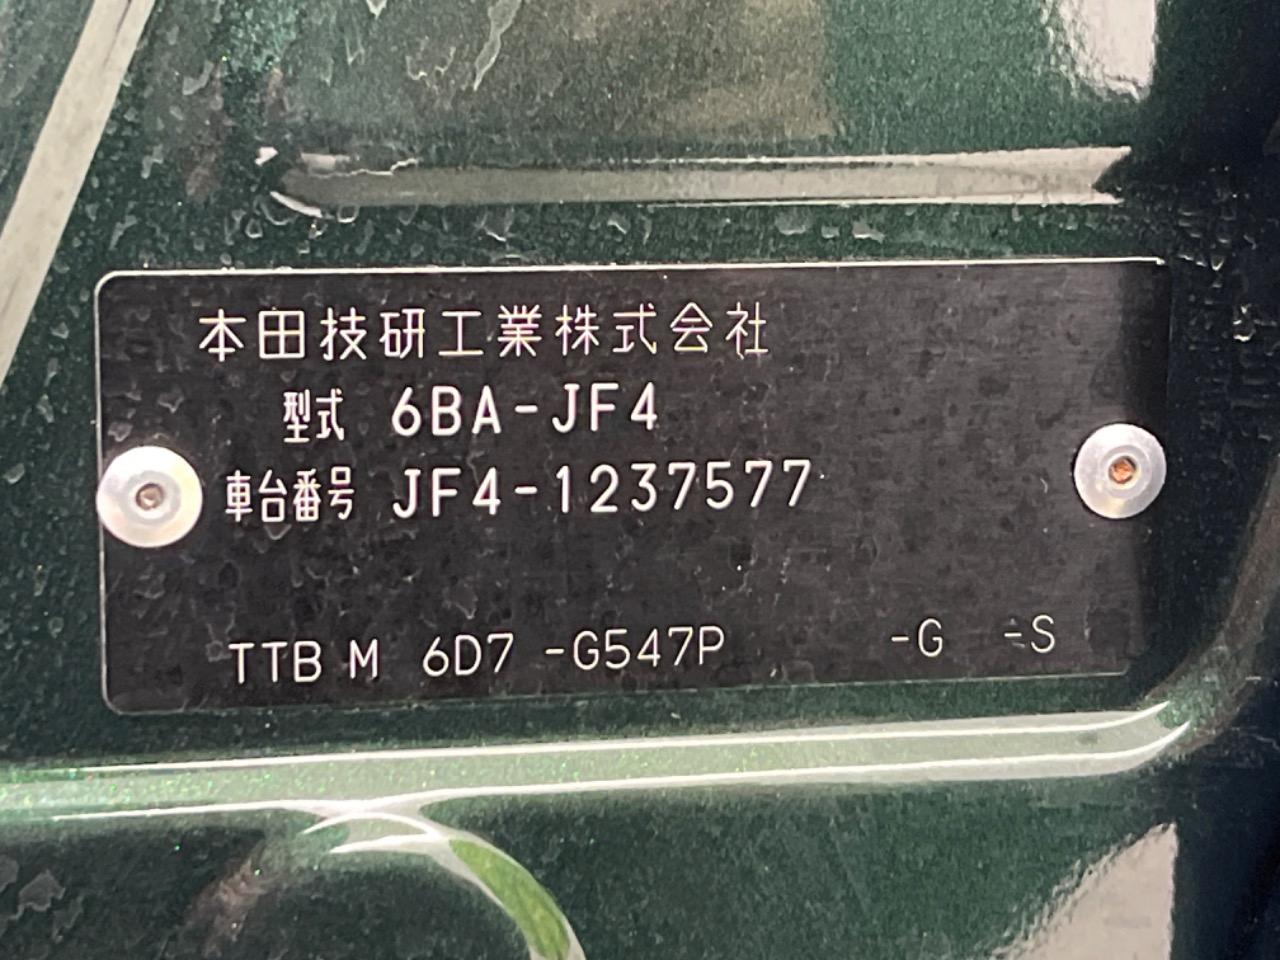 本田技研工業株式会社
型式 6BA-JF4
車台番号 JF4-1237577
TTB M 6D7 -G547P -G -S